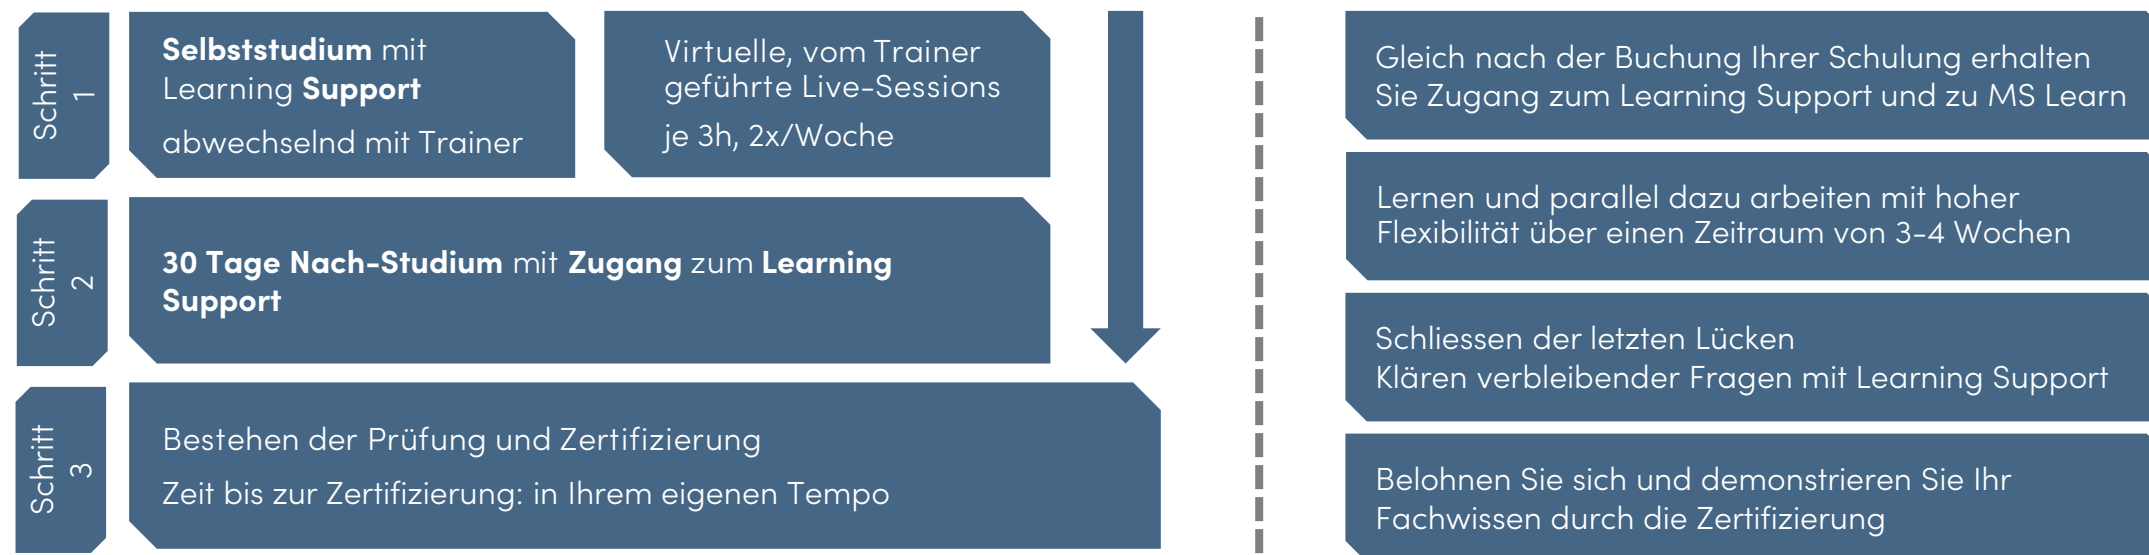 Schritt
1
Selbststudium mit
Learning Support
abwechselnd mit Trainer
Virtuelle, vom Trainer
geführte Live-Sessions
je 3h, 2x/Woche
Schritt
2
30 Tage Nach-Studium mit Zugang zum Learning
Support
Schritt
3
Bestehen der Prüfung und Zertifizierung
Zeit bis zur Zertifizierung: in Ihrem eigenen Tempo
Gleich nach der Buchung Ihrer Schulung erhalten
Sie Zugang zum Learning Support und zu MS Learn
Lernen und parallel dazu arbeiten mit hoher
Flexibilität über einen Zeitraum von 3-4 Wochen
Schliessen der letzten Lücken
Klären verbleibender Fragen mit Learning Support
Belohnen Sie sich und demonstrieren Sie Ihr
Fachwissen durch die Zertifizierung